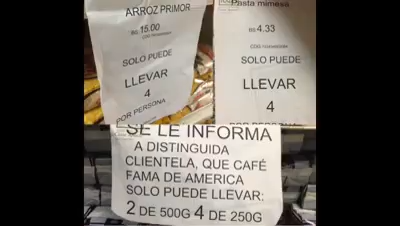 ARROZ PRIMOR
BS. 15.00
SOLO PUEDE
LLEVAR
4
POR PERSONA
Pasta mimesa
BS 4.33
SOLO PUEDE
LLEVAR
4
POR PERSONA
SE LE INFORMA
A DISTINGUIDA
CLIENTELA, QUE CAFÉ
FAMA DE AMERICA
SOLO PUEDE LLEVAR:
2 DE 500G 4 DE 250G